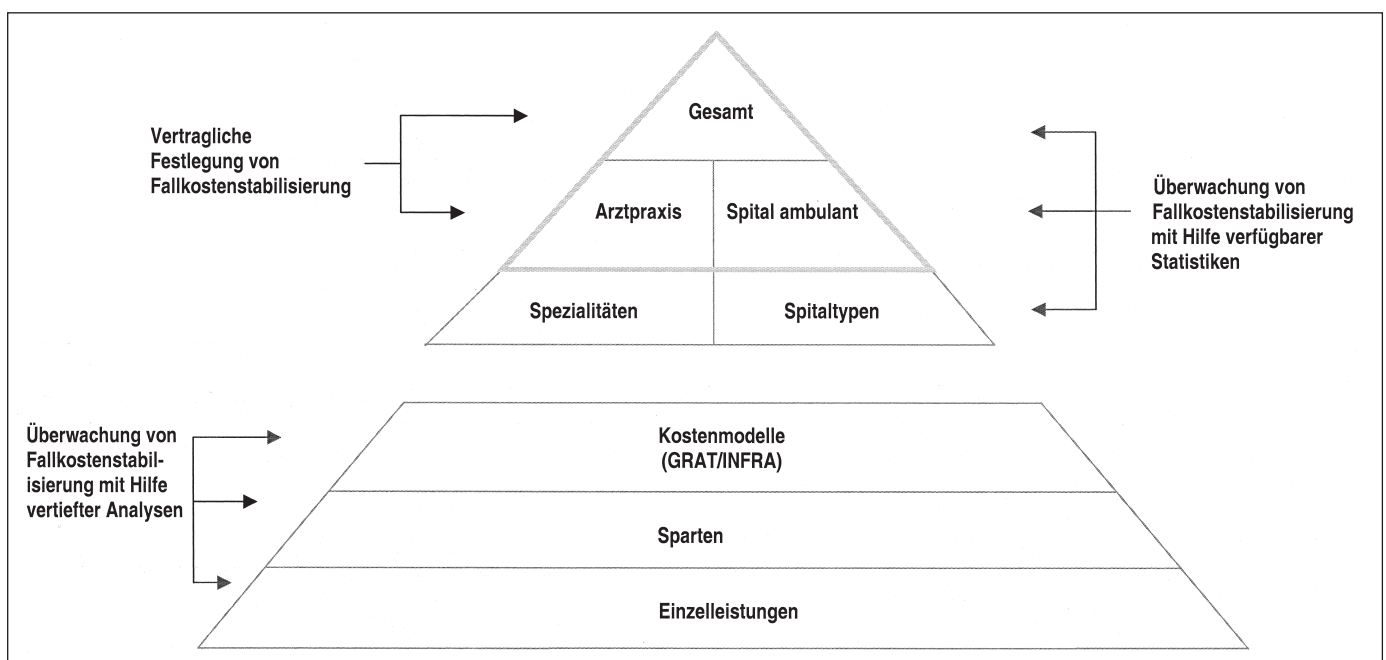 Gesamt
Vertragliche
Festlegung von
Fallkostenstabilisierung
Arztpraxis
Spital ambulant
Überwachung von
Fallkostenstabilisierung
mit Hilfe verfügbarer
Statistiken
Spezialitäten
Spitaltypen
Überwachung von
Fallkostenstabil-
isierung mit Hilfe
vertiefter Analysen
Kostenmodelle
(GRAT/INFRA)
Sparten
Einzelleistungen